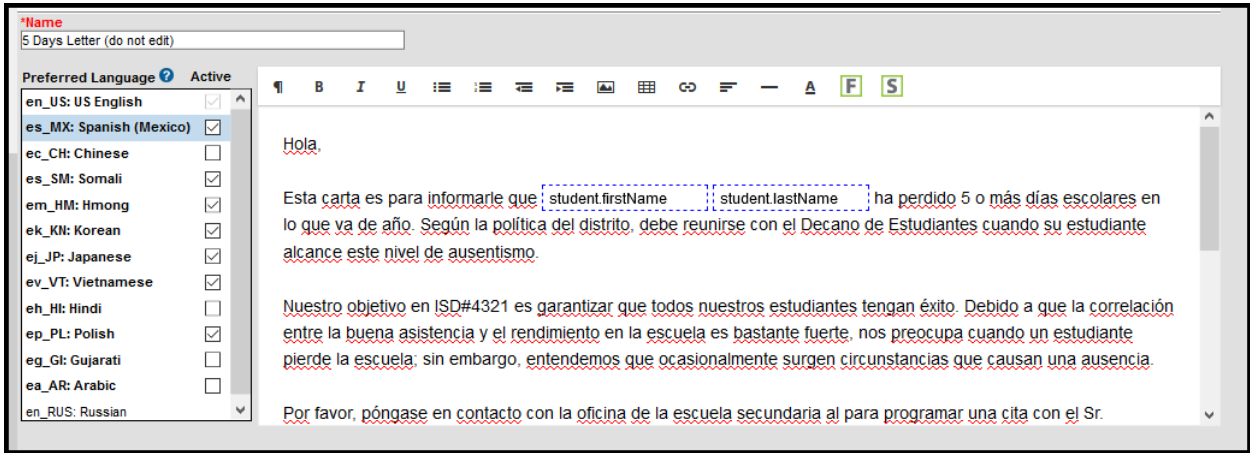 *Name
5 Days Letter (do not edit)
Preferred Language ? Active
en_US: US English
es_MX: Spanish (Mexico)
ec_CH: Chinese
es_SM: Somali
em_HM: Hmong
ek_KN: Korean
ej_JP: Japanese
ev_VT: Vietnamese
eh_HI: Hindi
ep_PL: Polish
eg_GI: Gujarati
ea_AR: Arabic
en_RUS: Russian
¶ B I U A F S
Hola,
Esta carta es para informarle que student.firstName student.lastName ha perdido 5 o más días escolares en
lo que va de año. Según la política del distrito, debe reunirse con el Decano de Estudiantes cuando su estudiante
alcance este nivel de ausentismo.
Nuestro objetivo en ISD#4321 es garantizar que todos nuestros estudiantes tengan éxito. Debido a que la correlación
entre la buena asistencia y el rendimiento en la escuela es bastante fuerte, nos preocupa cuando un estudiante
pierde la escuela; sin embargo, entendemos que ocasionalmente surgen circunstancias que causan una ausencia.
Por favor, póngase en contacto con la oficina de la escuela secundaria al para programar una cita con el Sr.